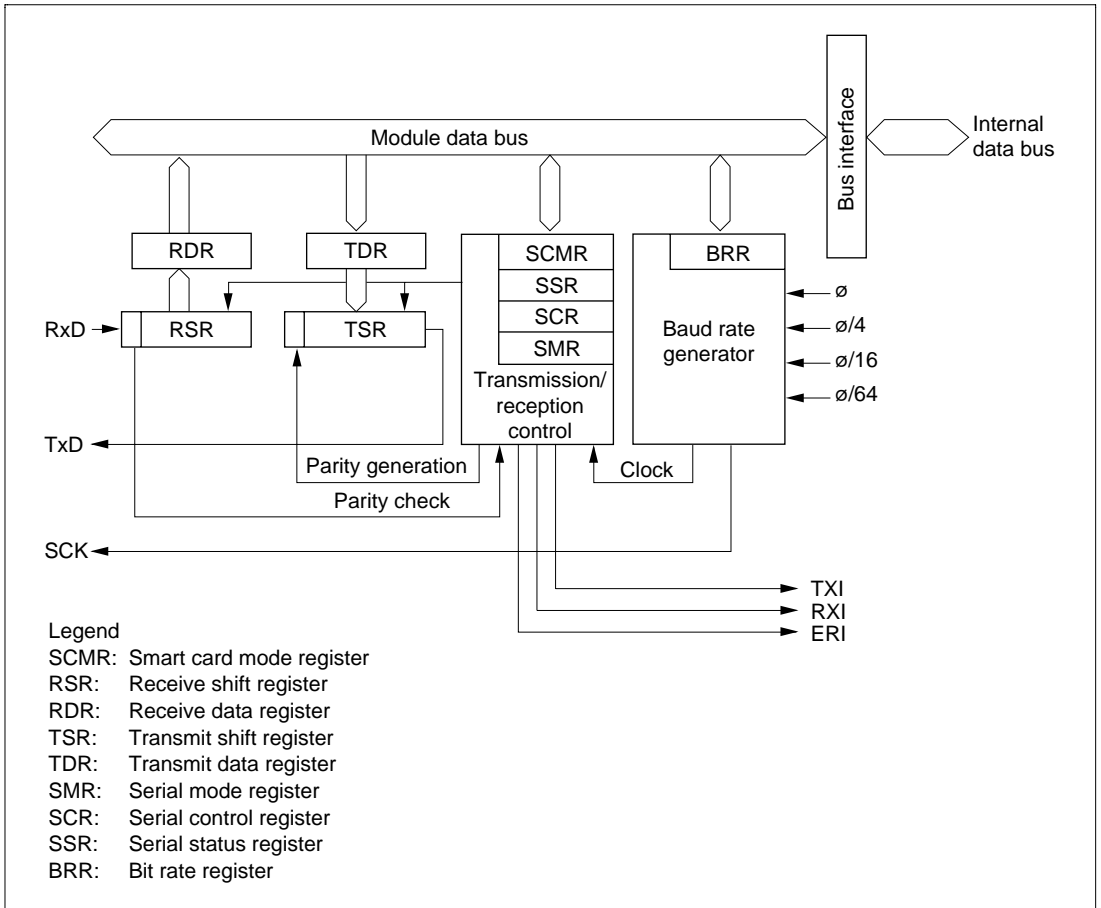 Module data bus
Bus interface
Internal
data bus
RDR
TDR
SCMR
SSR
SCR
SMR
Transmission/
reception
control
BRR
Baud rate
generator
ø
ø/4
ø/16
ø/64
RxD
RSR
TSR
TxD
Parity generation
Parity check
Clock
SCK
TXI
RXI
ERI
Legend
SCMR: Smart card mode register
RSR: Receive shift register
RDR: Receive data register
TSR: Transmit shift register
TDR: Transmit data register
SMR: Serial mode register
SCR: Serial control register
SSR: Serial status register
BRR: Bit rate register